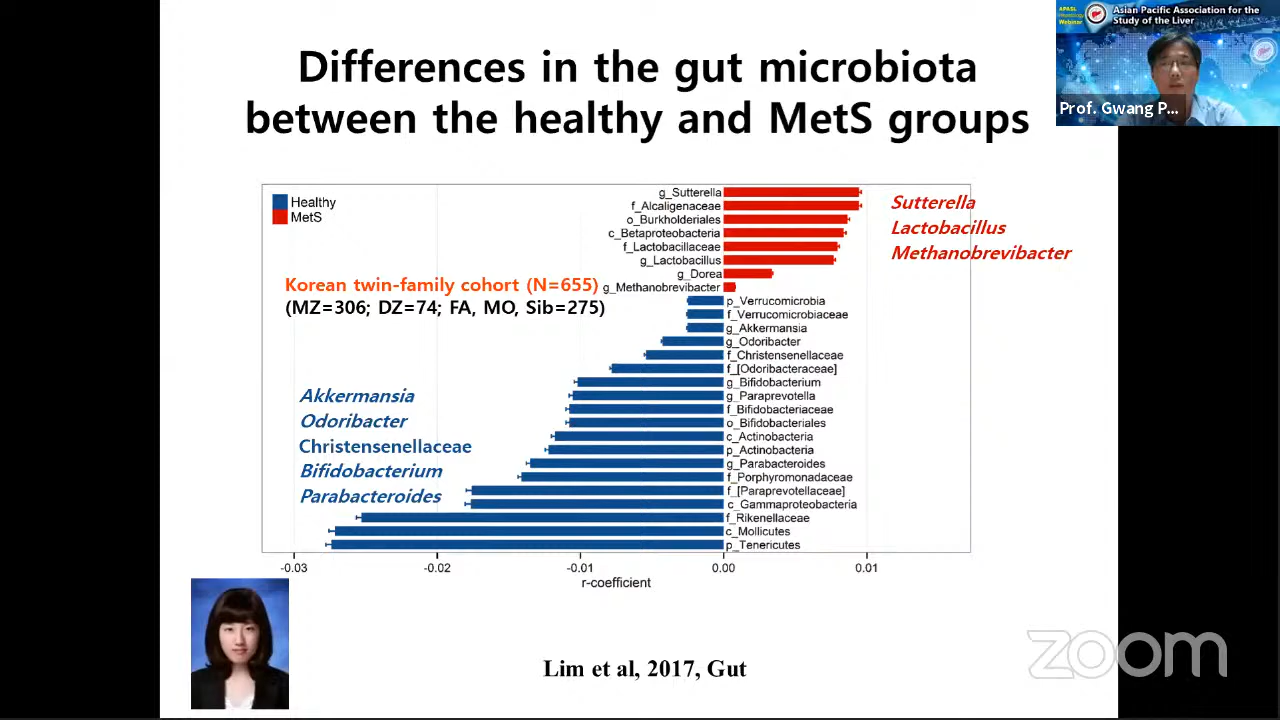 Differences in the gut microbiota
between the healthy and MetS groups
APASL
Webinar
Asian Pacific Association for the
Study of the Liver
Prof. Gwang P...
Healthy
MetS
Korean twin-family cohort (N=655)
(MZ=306; DZ=74; FA, MO, Sib=275)
g_Sutterella
f_Alcaligenaceae
o_Burkholderiales
c_Betaproteobacteria
f_Lactobacillaceae
g_Lactobacillus
g_Dorea
g_Methanobrevibacter
p_Verrucomicrobia
f_Verrucomicrobiaceae
g_Akkermansia
g_Odoribacter
f_Christensenellaceae
f_[Odoribacteraceae]
g_Bifidobacterium
g_Paraprevotella
f_Bifidobacteriaceae
o_Bifidobacteriales
c_Actinobacteria
p_Actinobacteria
g_Parabacteroides
f_Porphyromonadaceae
f_[Paraprevotellaceae]
c_Gammaproteobacteria
f_Rikenellaceae
c_Mollicutes
p_Tenericutes
Sutterella
Lactobacillus
Methanobrevibacter
Akkermansia
Odoribacter
Christensenellaceae
Bifidobacterium
Parabacteroides
-0.03 -0.02 -0.01 0.00 0.01
r-coefficient
Lim et al, 2017, Gut
zoom